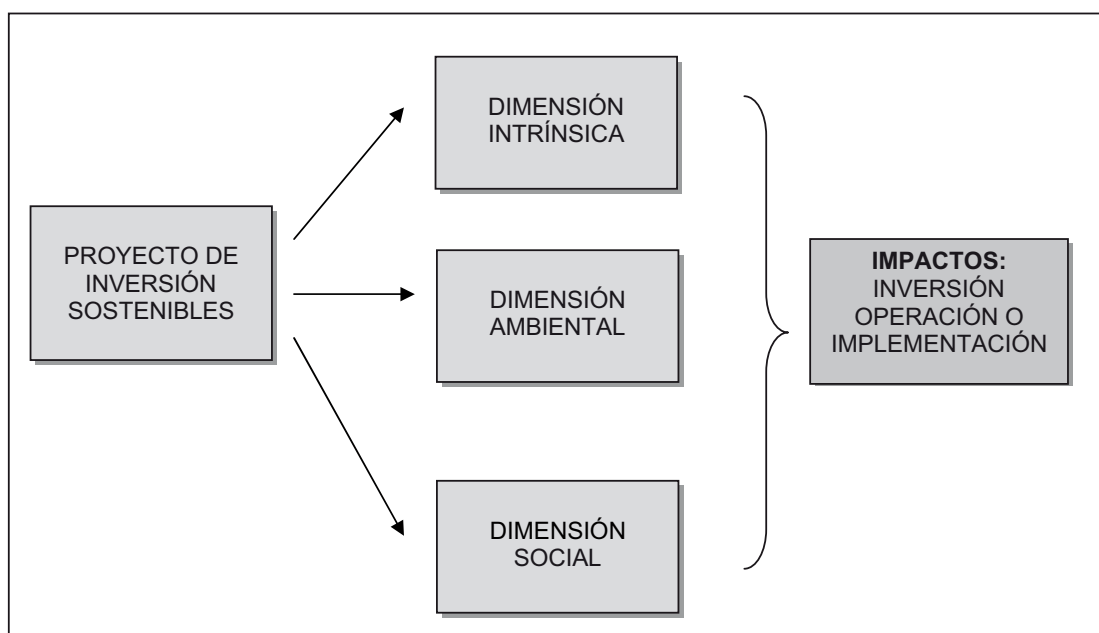 PROYECTO DE
INVERSIÓN
SOSTENIBLES
DIMENSIÓN
INTRÍNSICA
DIMENSIÓN
AMBIENTAL
DIMENSIÓN
SOCIAL
IMPACTOS:
INVERSIÓN
OPERACIÓN O
IMPLEMENTACIÓN